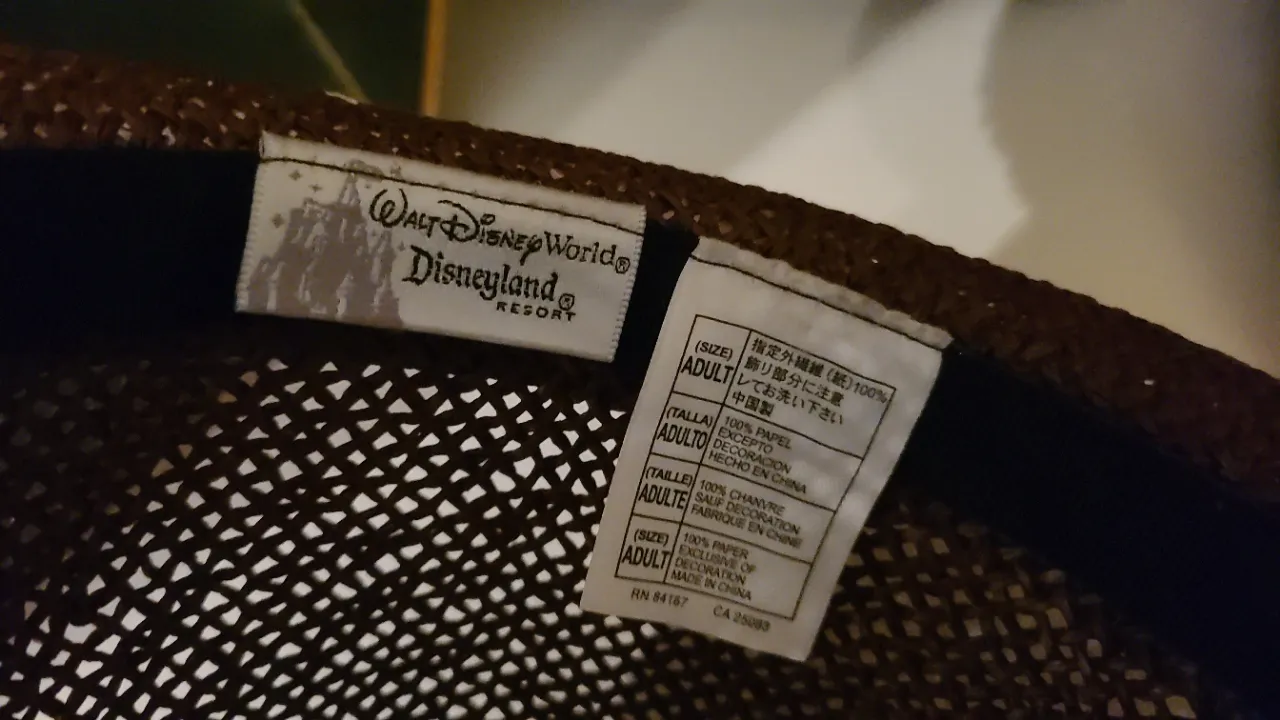 WALT DISNEY World®
Disneyland®
RESORT
(SIZE)
ADULT
指定外繊維(紙)100%
飾り部分に注意
してお洗い下さい
中国製
(TALLA)
ADULTO
100% PAPEL
EXCEPTO
DECORACION
HECHO EN CHINA
(TAILLE)
ADULTE
100% CHANVRE
SAUF DECORATION
FABRIQUE EN CHINE
(SIZE)
ADULT
100% PAPER
EXCLUSIVE OF
DECORATION
MADE IN CHINA
RN 84167 CA 25093